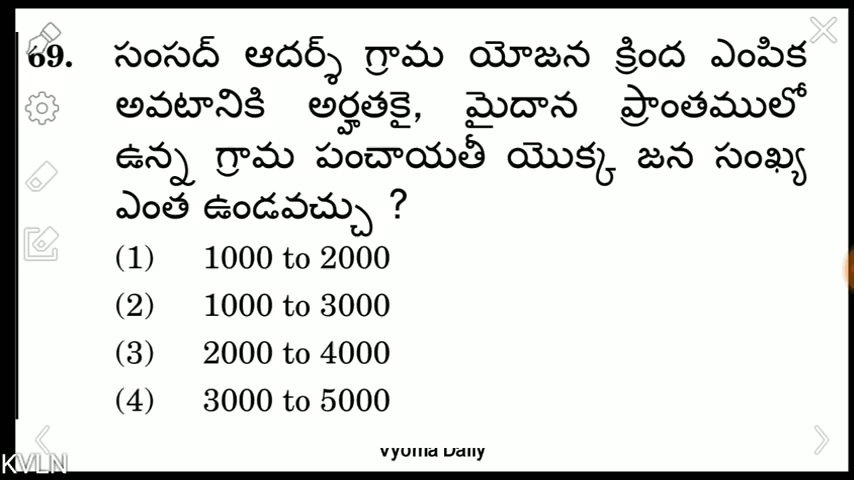 69. సంసద్ ఆదర్శ్ గ్రామ యోజన క్రింద ఎంపిక
అవటానికి అర్హతకై, మైదాన ప్రాంతములో
ఉన్న గ్రామ పంచాయతీ యొక్క జన సంఖ్య
ఎంత ఉండవచ్చు ?
(1) 1000 to 2000
(2) 1000 to 3000
(3) 2000 to 4000
(4) 3000 to 5000
Vyoma Daily
KVLN